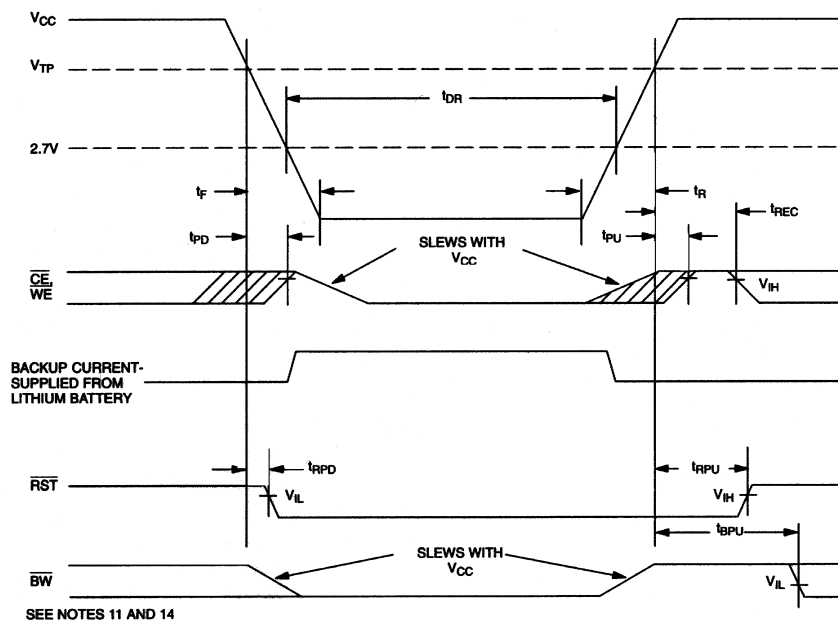 VCC
VTP
tDR
2.7V
tF
tR
tREC
tPD
SLEWS WITH
VCC
tPU
CE,
WE
VIH
BACKUP CURRENT-
SUPPLIED FROM
LITHIUM BATTERY
tRPD
tRPU
RST
VIL
VIH
tBPU
SLEWS WITH
VCC
BW
VIL
SEE NOTES 11 AND 14